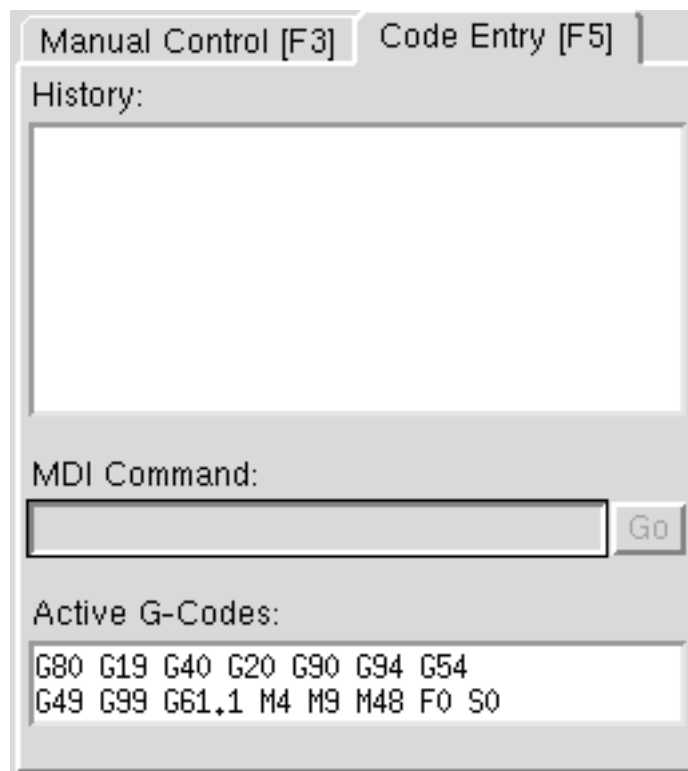 Manual Control [F3] Code Entry [F5]
History:
MDI Command:
Go
Active G-Codes:
G80 G19 G40 G20 G90 G94 G54
G49 G99 G61.1 M4 M9 M48 F0 S0